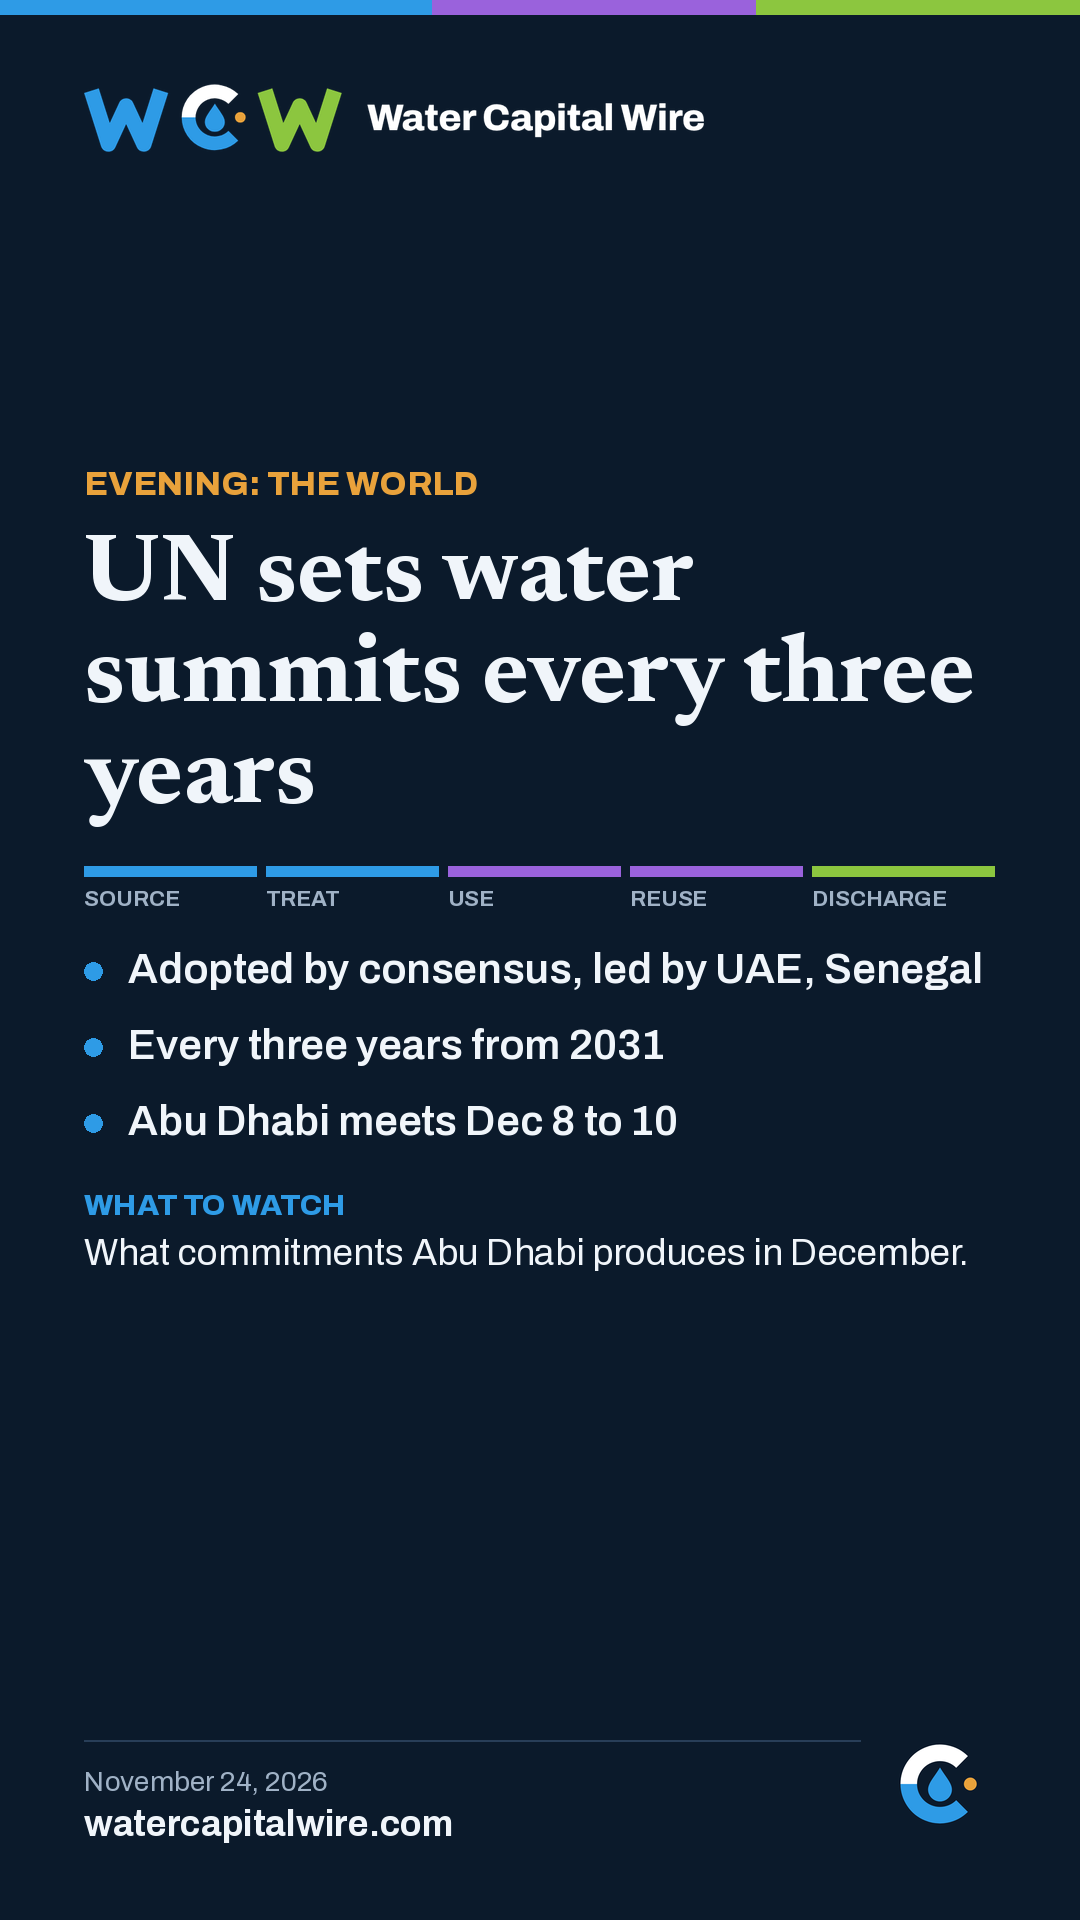 WCW Water Capital Wire
EVENING: THE WORLD
UN sets water
summits every three
years
SOURCE TREAT USE REUSE DISCHARGE
Adopted by consensus, led by UAE, Senegal
Every three years from 2031
Abu Dhabi meets Dec 8 to 10
WHAT TO WATCH
What commitments Abu Dhabi produces in December.
November 24, 2026
watercapitalwire.com